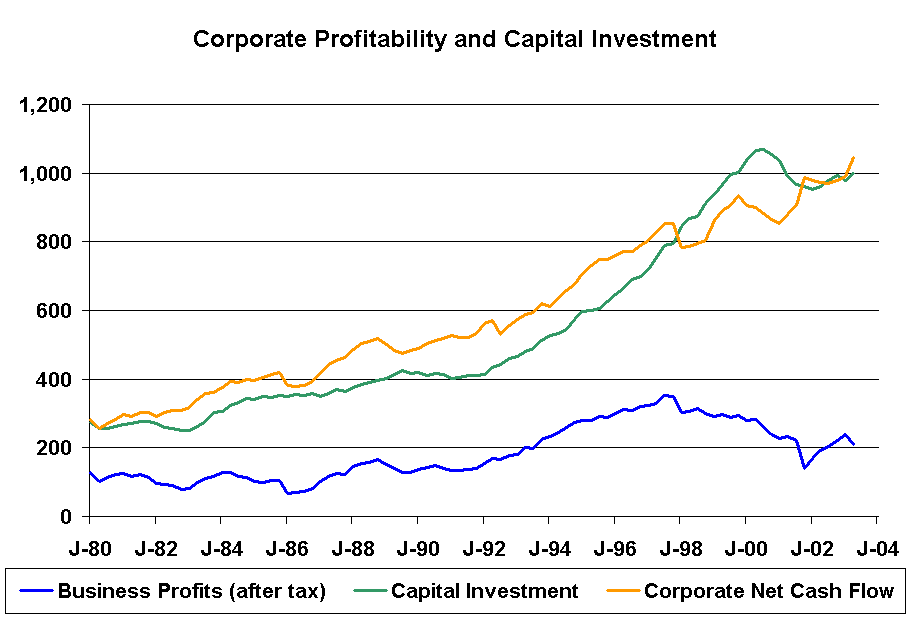 Corporate Profitability and Capital Investment
1,200
1,000
800
600
400
200
0
J-80 J-82 J-84 J-86 J-88 J-90 J-92 J-94 J-96 J-98 J-00 J-02 J-04
Business Profits (after tax) Capital Investment Corporate Net Cash Flow